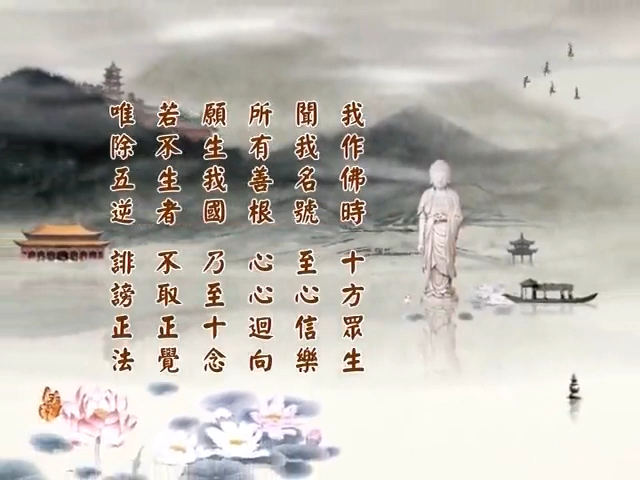 我作佛時　十方眾生
聞我名號　至心信樂
所有善根　心心迴向
願生我國　乃至十念
若不生者　不取正覺
唯除五逆　誹謗正法